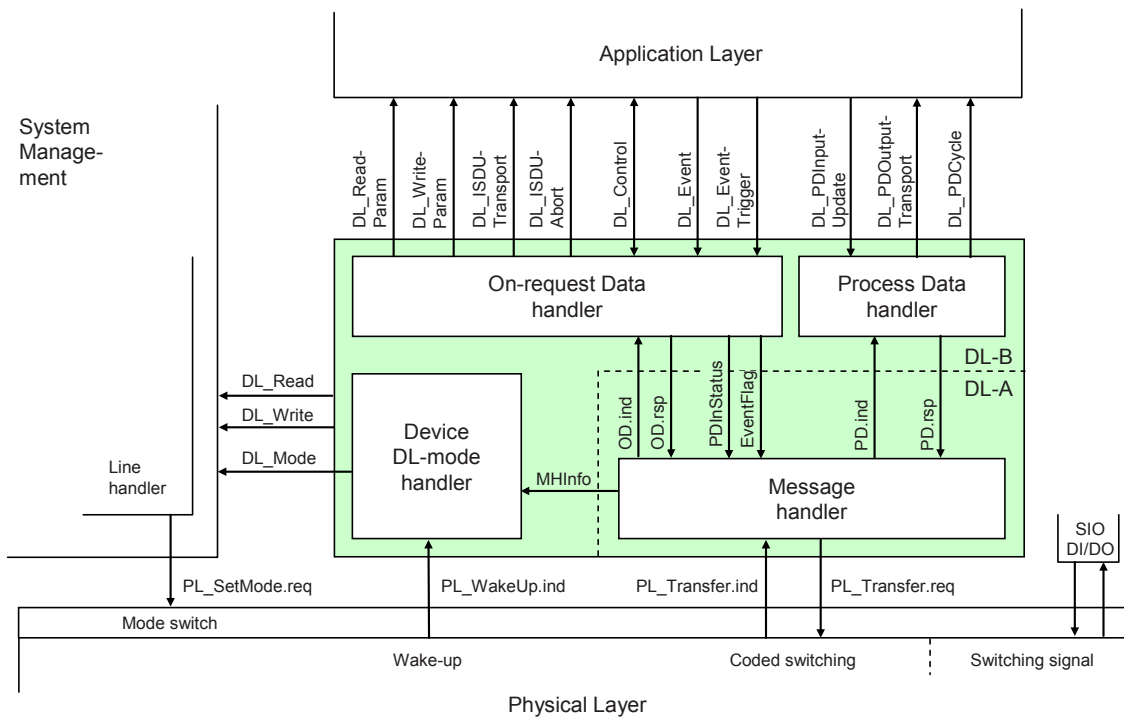 Application Layer
System
Manage-
ment
DL_Read-
Param
DL_Write-
Param
DL_ISDU-
Transport
DL_ISDU-
Abort
DL_Control
DL_Event
DL_Event-
Trigger
DL_PDInput-
Update
DL_PDOutput-
Transport
DL_PDCycle
On-request Data
handler
Process Data
handler
DL-B
DL-A
DL_Read
DL_Write
DL_Mode
Device
DL-mode
handler
OD.ind
OD.rsp
PDInStatus
EventFlag
PD.ind
PD.rsp
Line
handler
MHInfo
Message
handler
SIO
DI/DO
PL_SetMode.req
PL_WakeUp.ind
PL_Transfer.ind
PL_Transfer.req
Mode switch
Wake-up
Coded switching
Switching signal
Physical Layer